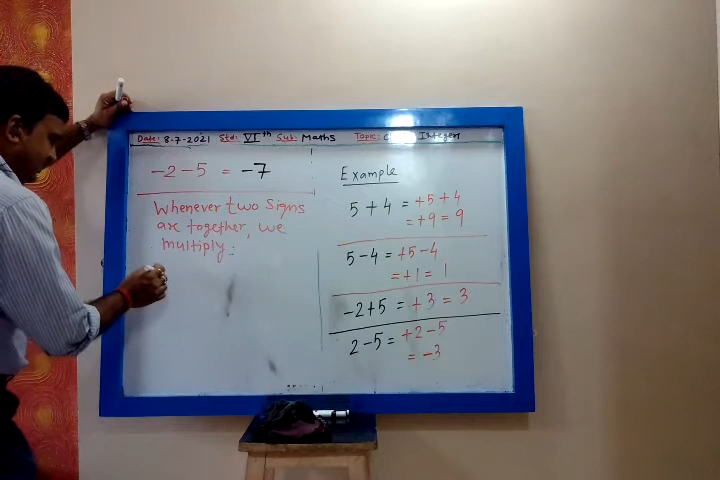 Date: 8-7-2021 Std: VIth Sub: Maths Topic: Integers
-2-5 = -7
Whenever two Signs
are together, we
multiply:
Example
5+4 = +5+4
= +9 = 9
5-4 = +5-4
= +1 = 1
-2+5 = +3 = 3
2-5 = +2-5
= -3